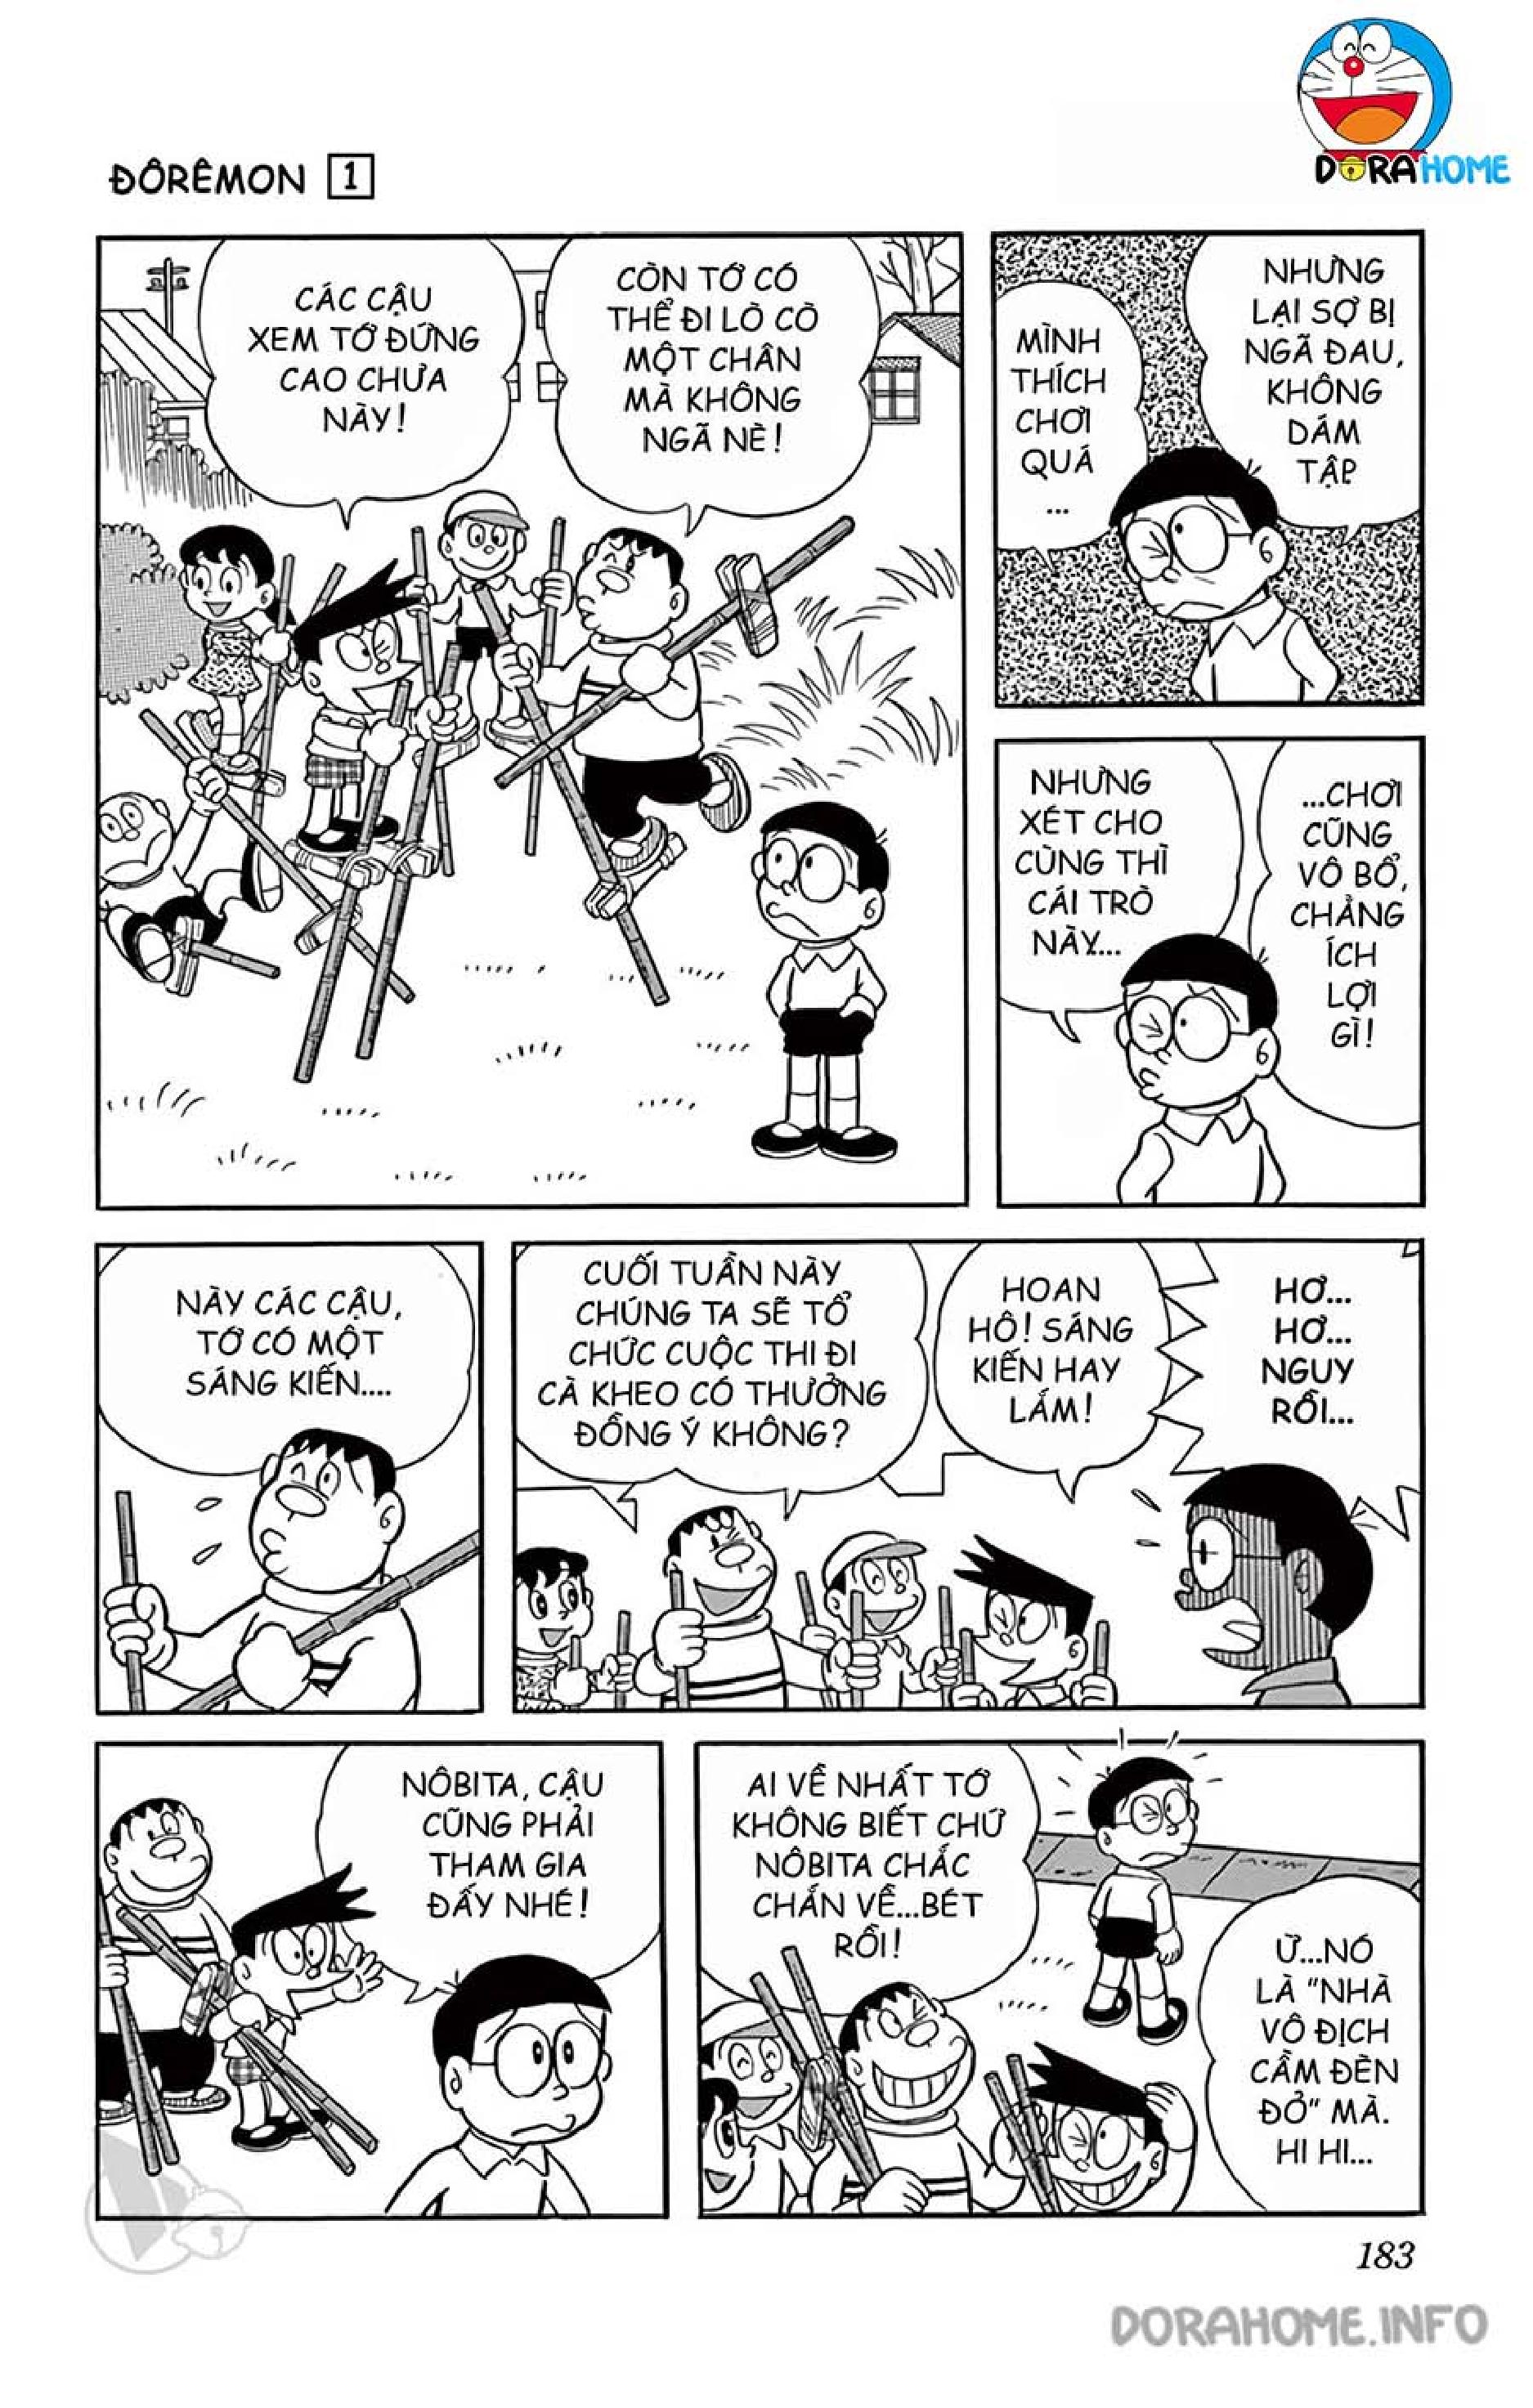 ĐÔRÊMON 1
DORAHOME
CÁC CẬU
XEM TỚ ĐỨNG
CAO CHƯA
NÀY!
CÒN TỚ CÓ
THỂ ĐI LÒ CÒ
MỘT CHÂN
MÀ KHÔNG
NGÃ NÈ!
MÌNH
THÍCH
CHƠI
QUÁ
...
NHƯNG
LẠI SỢ BỊ
NGÃ ĐAU,
KHÔNG
DÁM
TẬP.
NHƯNG
XÉT CHO
CÙNG THÌ
CÁI TRÒ
NÀY...
...CHƠI
CŨNG
VÔ BỔ,
CHẲNG
ÍCH
LỢI
GÌ!
NÀY CÁC CẬU,
TỚ CÓ MỘT
SÁNG KIẾN....
CUỐI TUẦN NÀY
CHÚNG TA SẼ TỔ
CHỨC CUỘC THI ĐI
CÀ KHEO CÓ THƯỞNG
ĐỒNG Ý KHÔNG?
HOAN
HÔ! SÁNG
KIẾN HAY
LẮM!
HƠ...
HƠ...
NGUY
RỒI...
NÔBITA, CẬU
CŨNG PHẢI
THAM GIA
ĐẤY NHÉ!
AI VỀ NHẤT TỚ
KHÔNG BIẾT CHỨ
NÔBITA CHẮC
CHẮN VỀ...BÉT
RỒI!
Ừ...NÓ
LÀ "NHÀ
VÔ ĐỊCH
CẦM ĐÈN
ĐỎ" MÀ.
HI HI...
183
DORAHOME.INFO